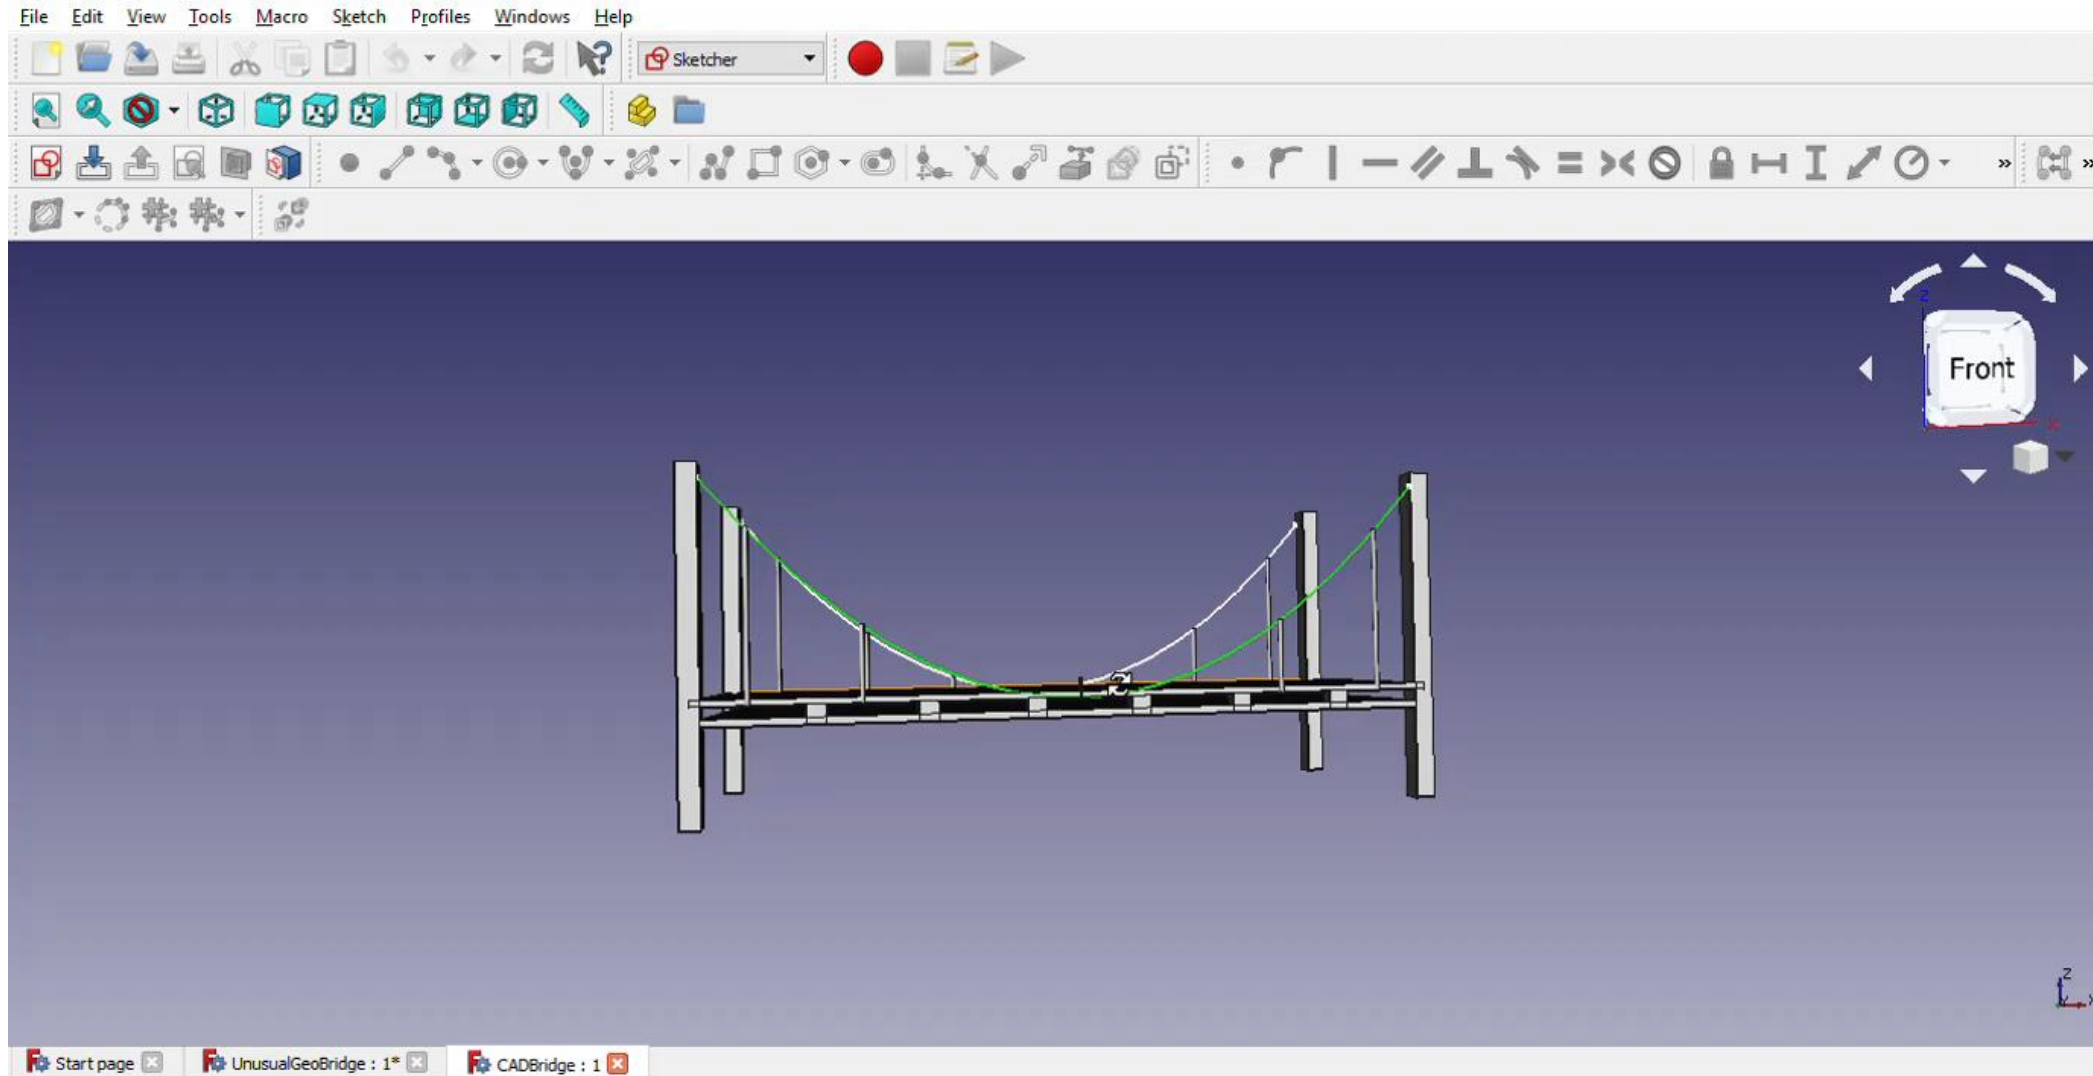 File Edit View Tools Macro Sketch Profiles Windows Help
Sketcher
Z
Front
X
Z
Y X
Start page UnusualGeoBridge : 1* CADBridge : 1